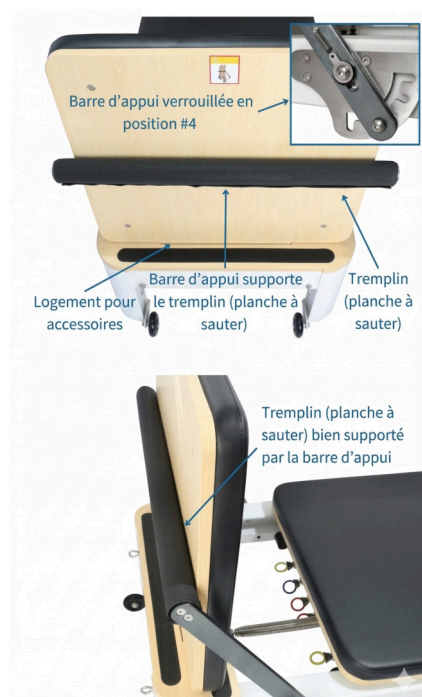 Barre d'appui verrouillée en
position #4
Barre d'appui supporte
le tremplin (planche à
sauter)
Logement pour
accessoires
Tremplin
(planche à
sauter)
Tremplin (planche à
sauter) bien supporté
par la barre d'appui